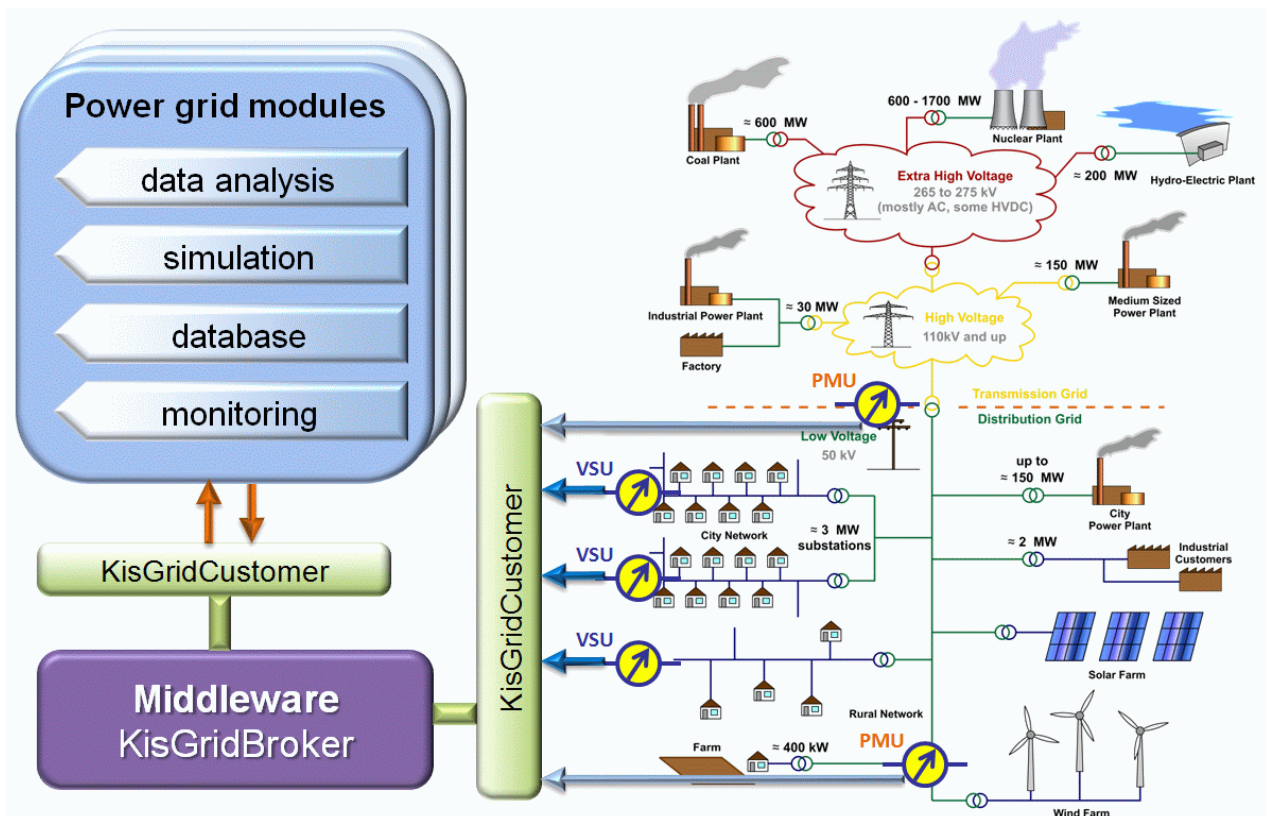 Power grid modules
data analysis
simulation
database
monitoring
KisGridCustomer
Middleware
KisGridBroker
KisGridCustomer
≈ 600 MW
Coal Plant
600 - 1700 MW
Nuclear Plant
≈ 200 MW
Hydro-Electric Plant
Extra High Voltage
265 to 275 kV
(mostly AC, some HVDC)
≈ 150 MW
Medium Sized
Power Plant
Industrial Power Plant
≈ 30 MW
Factory
High Voltage
110kV and up
PMU
Transmission Grid
Distribution Grid
Low Voltage
50 kV
VSU
City Network
≈ 3 MW
substations
up to
≈ 150 MW
City
Power Plant
VSU
≈ 2 MW
Industrial
Customers
VSU
Rural Network
Solar Farm
PMU
Farm
≈ 400 kW
Wind Farm